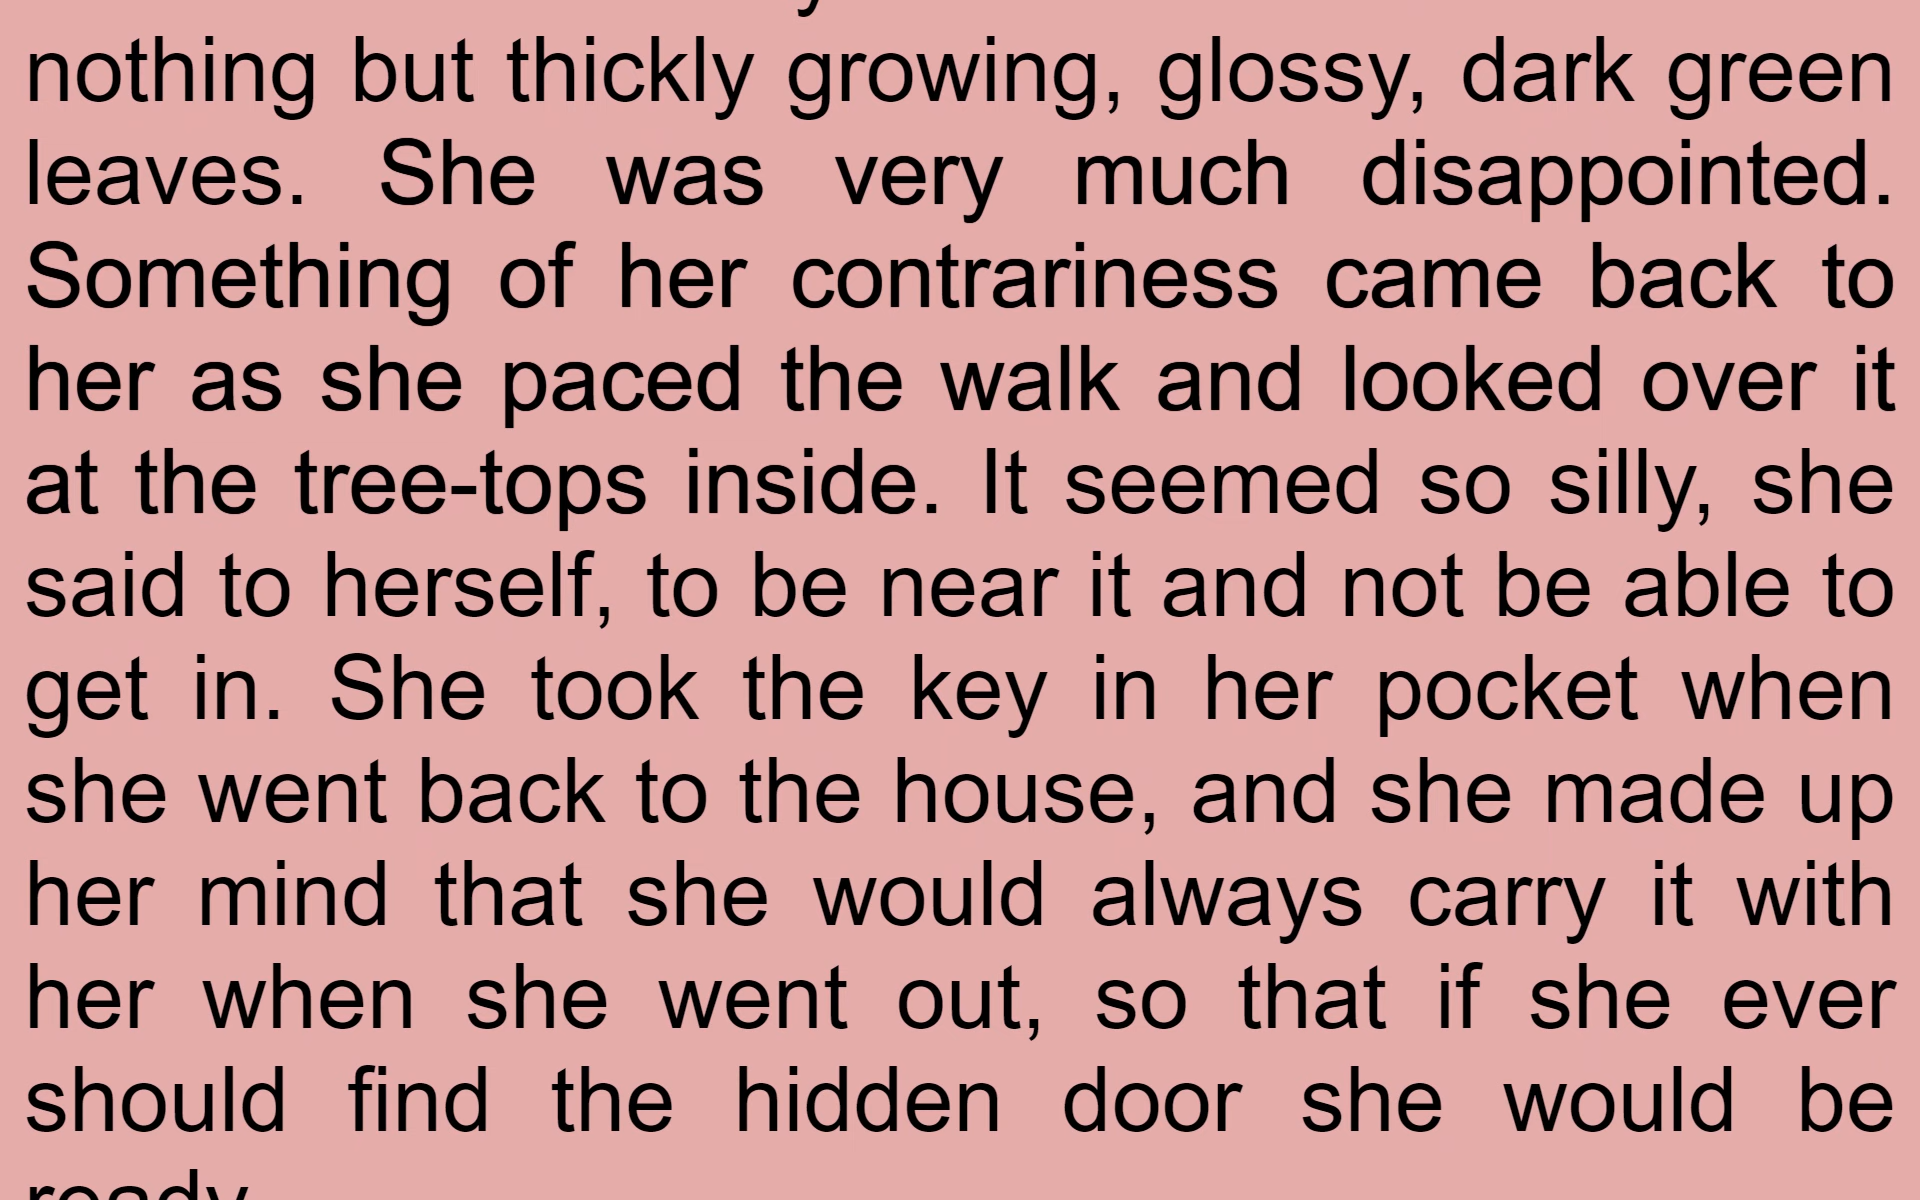 nothing but thickly growing, glossy, dark green
leaves. She was very much disappointed.
Something of her contrariness came back to
her as she paced the walk and looked over it
at the tree-tops inside. It seemed so silly, she
said to herself, to be near it and not be able to
get in. She took the key in her pocket when
she went back to the house, and she made up
her mind that she would always carry it with
her when she went out, so that if she ever
should find the hidden door she would be
ready.